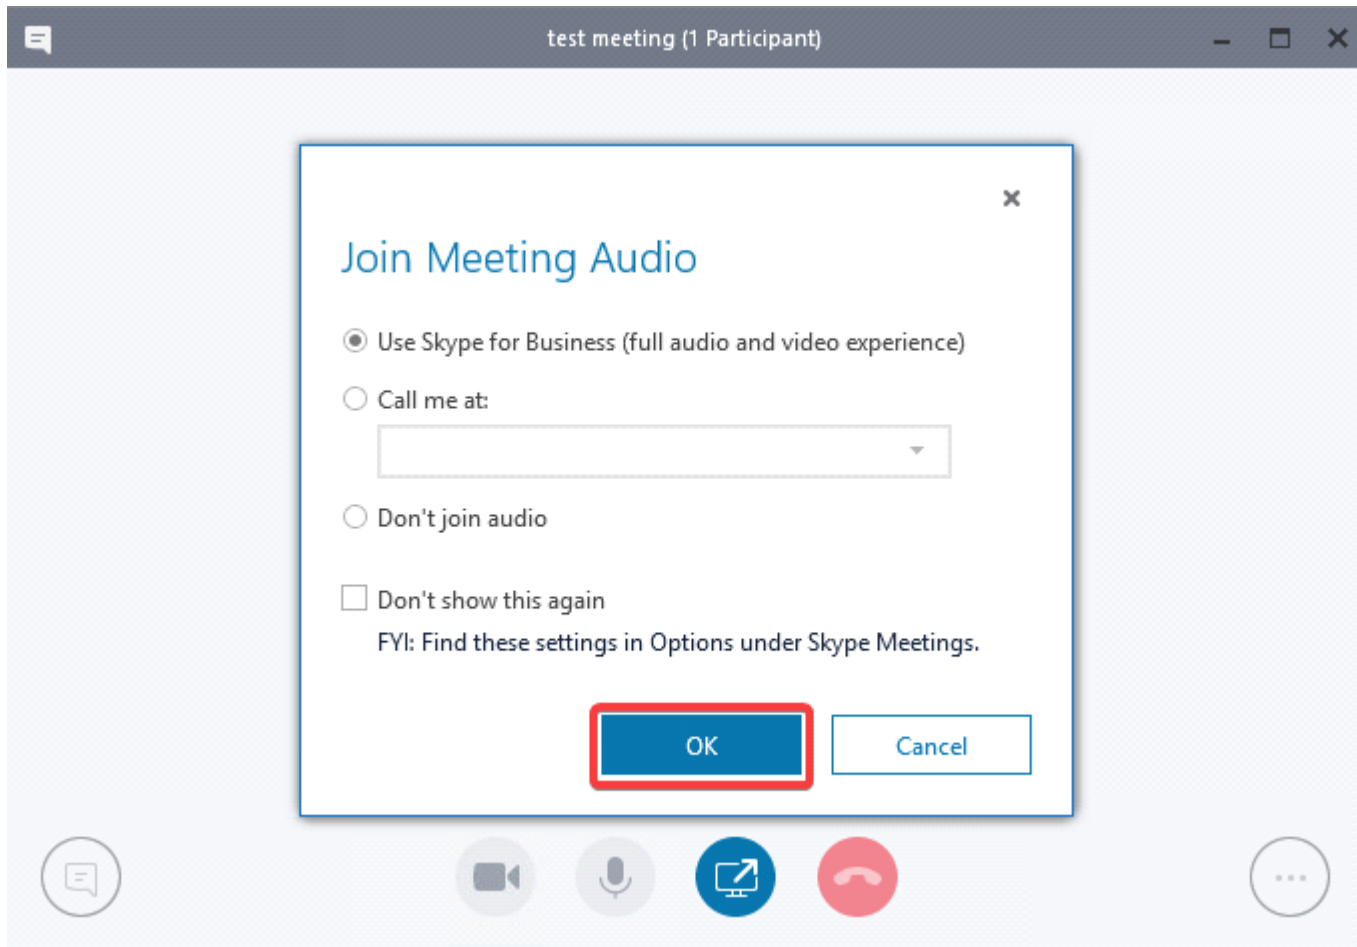 test meeting (1 Participant)
Join Meeting Audio
Use Skype for Business (full audio and video experience)
Call me at:
Don't join audio
Don't show this again
FYI: Find these settings in Options under Skype Meetings.
OK
Cancel